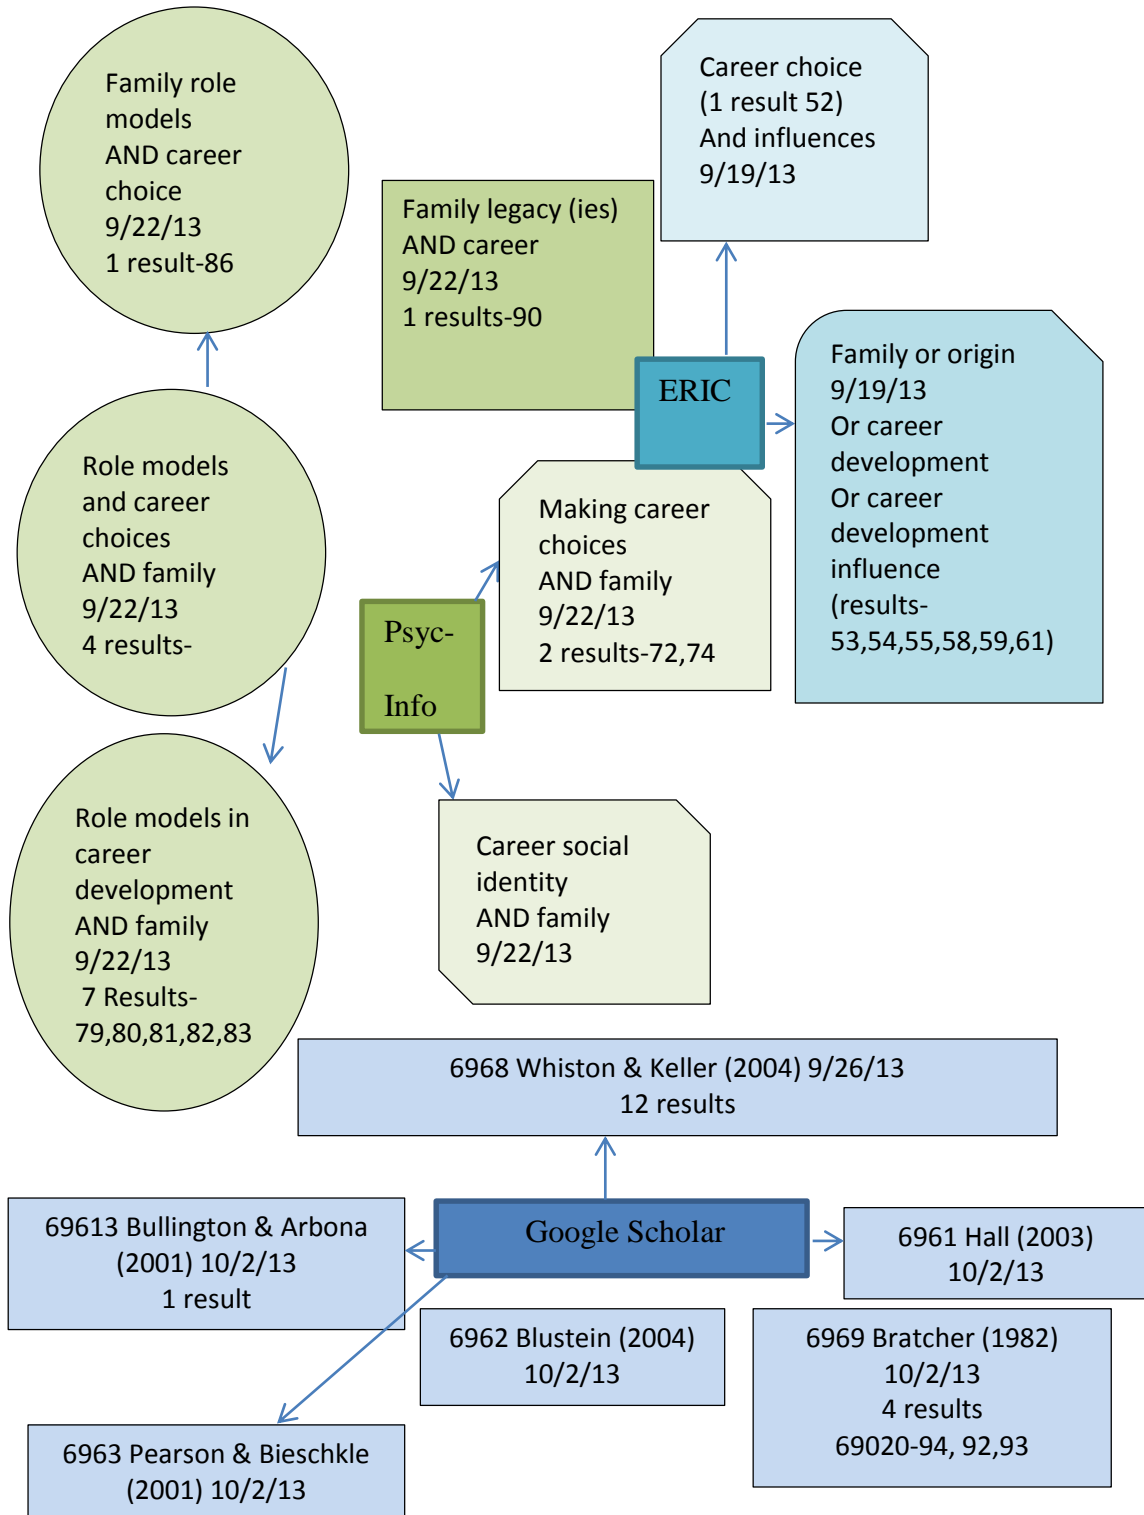 Family role
models
AND career
choice
9/22/13
1 result-86
Career choice
(1 result 52)
And influences
9/19/13
Family legacy (ies)
AND career
9/22/13
1 results-90
ERIC
Family or origin
9/19/13
Or career
development
Or career
development
influence
(results-
53,54,55,58,59,61)
Role models
and career
choices
AND family
9/22/13
4 results-
Making career
choices
AND family
9/22/13
2 results-72,74
Psyc-
Info
Role models in
career
development
AND family
9/22/13
7 Results-
79,80,81,82,83
Career social
identity
AND family
9/22/13
6968 Whiston & Keller (2004) 9/26/13
12 results
Google Scholar
69613 Bullington & Arbona
(2001) 10/2/13
1 result
6961 Hall (2003)
10/2/13
6962 Blustein (2004)
10/2/13
6969 Bratcher (1982)
10/2/13
4 results
69020-94, 92,93
6963 Pearson & Bieschkle
(2001) 10/2/13